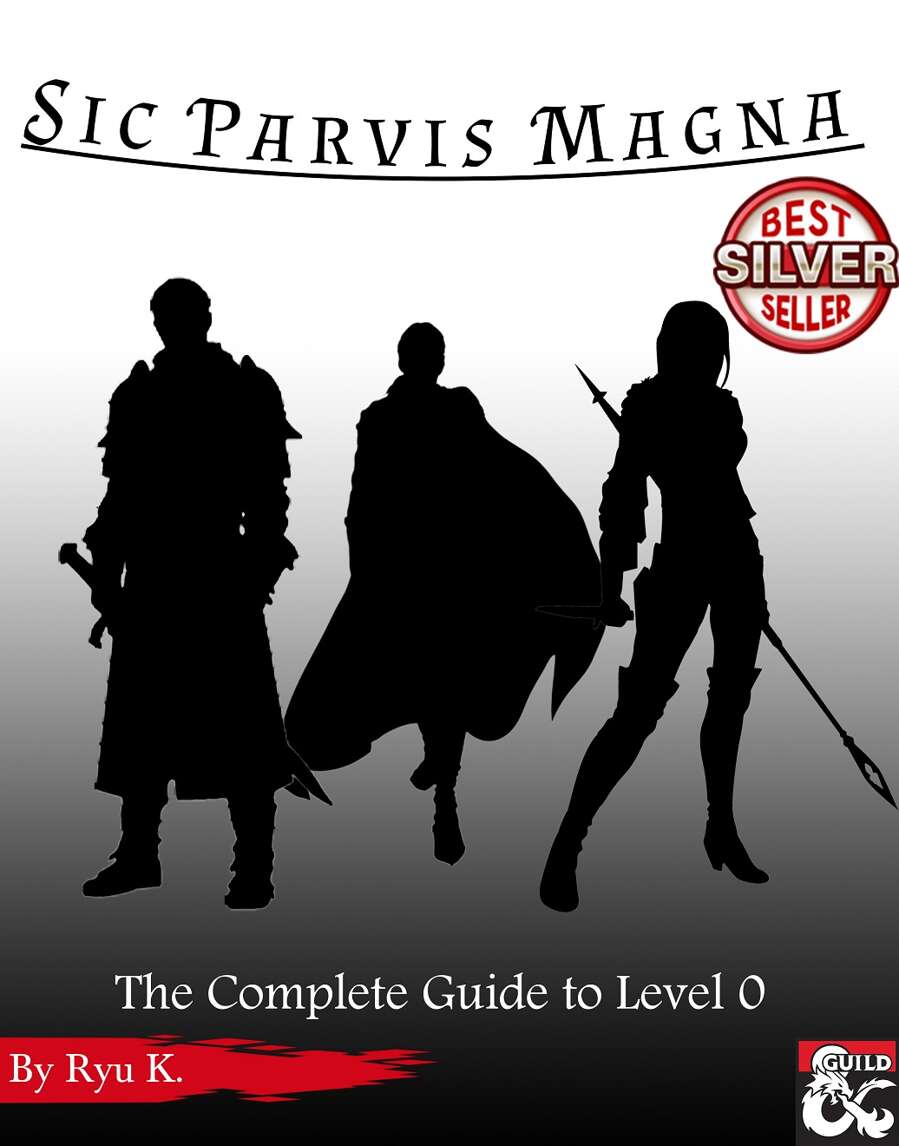 Sic Parvis Magna
BEST
SILVER
SELLER
The Complete Guide to Level 0
By Ryu K.
GUILD